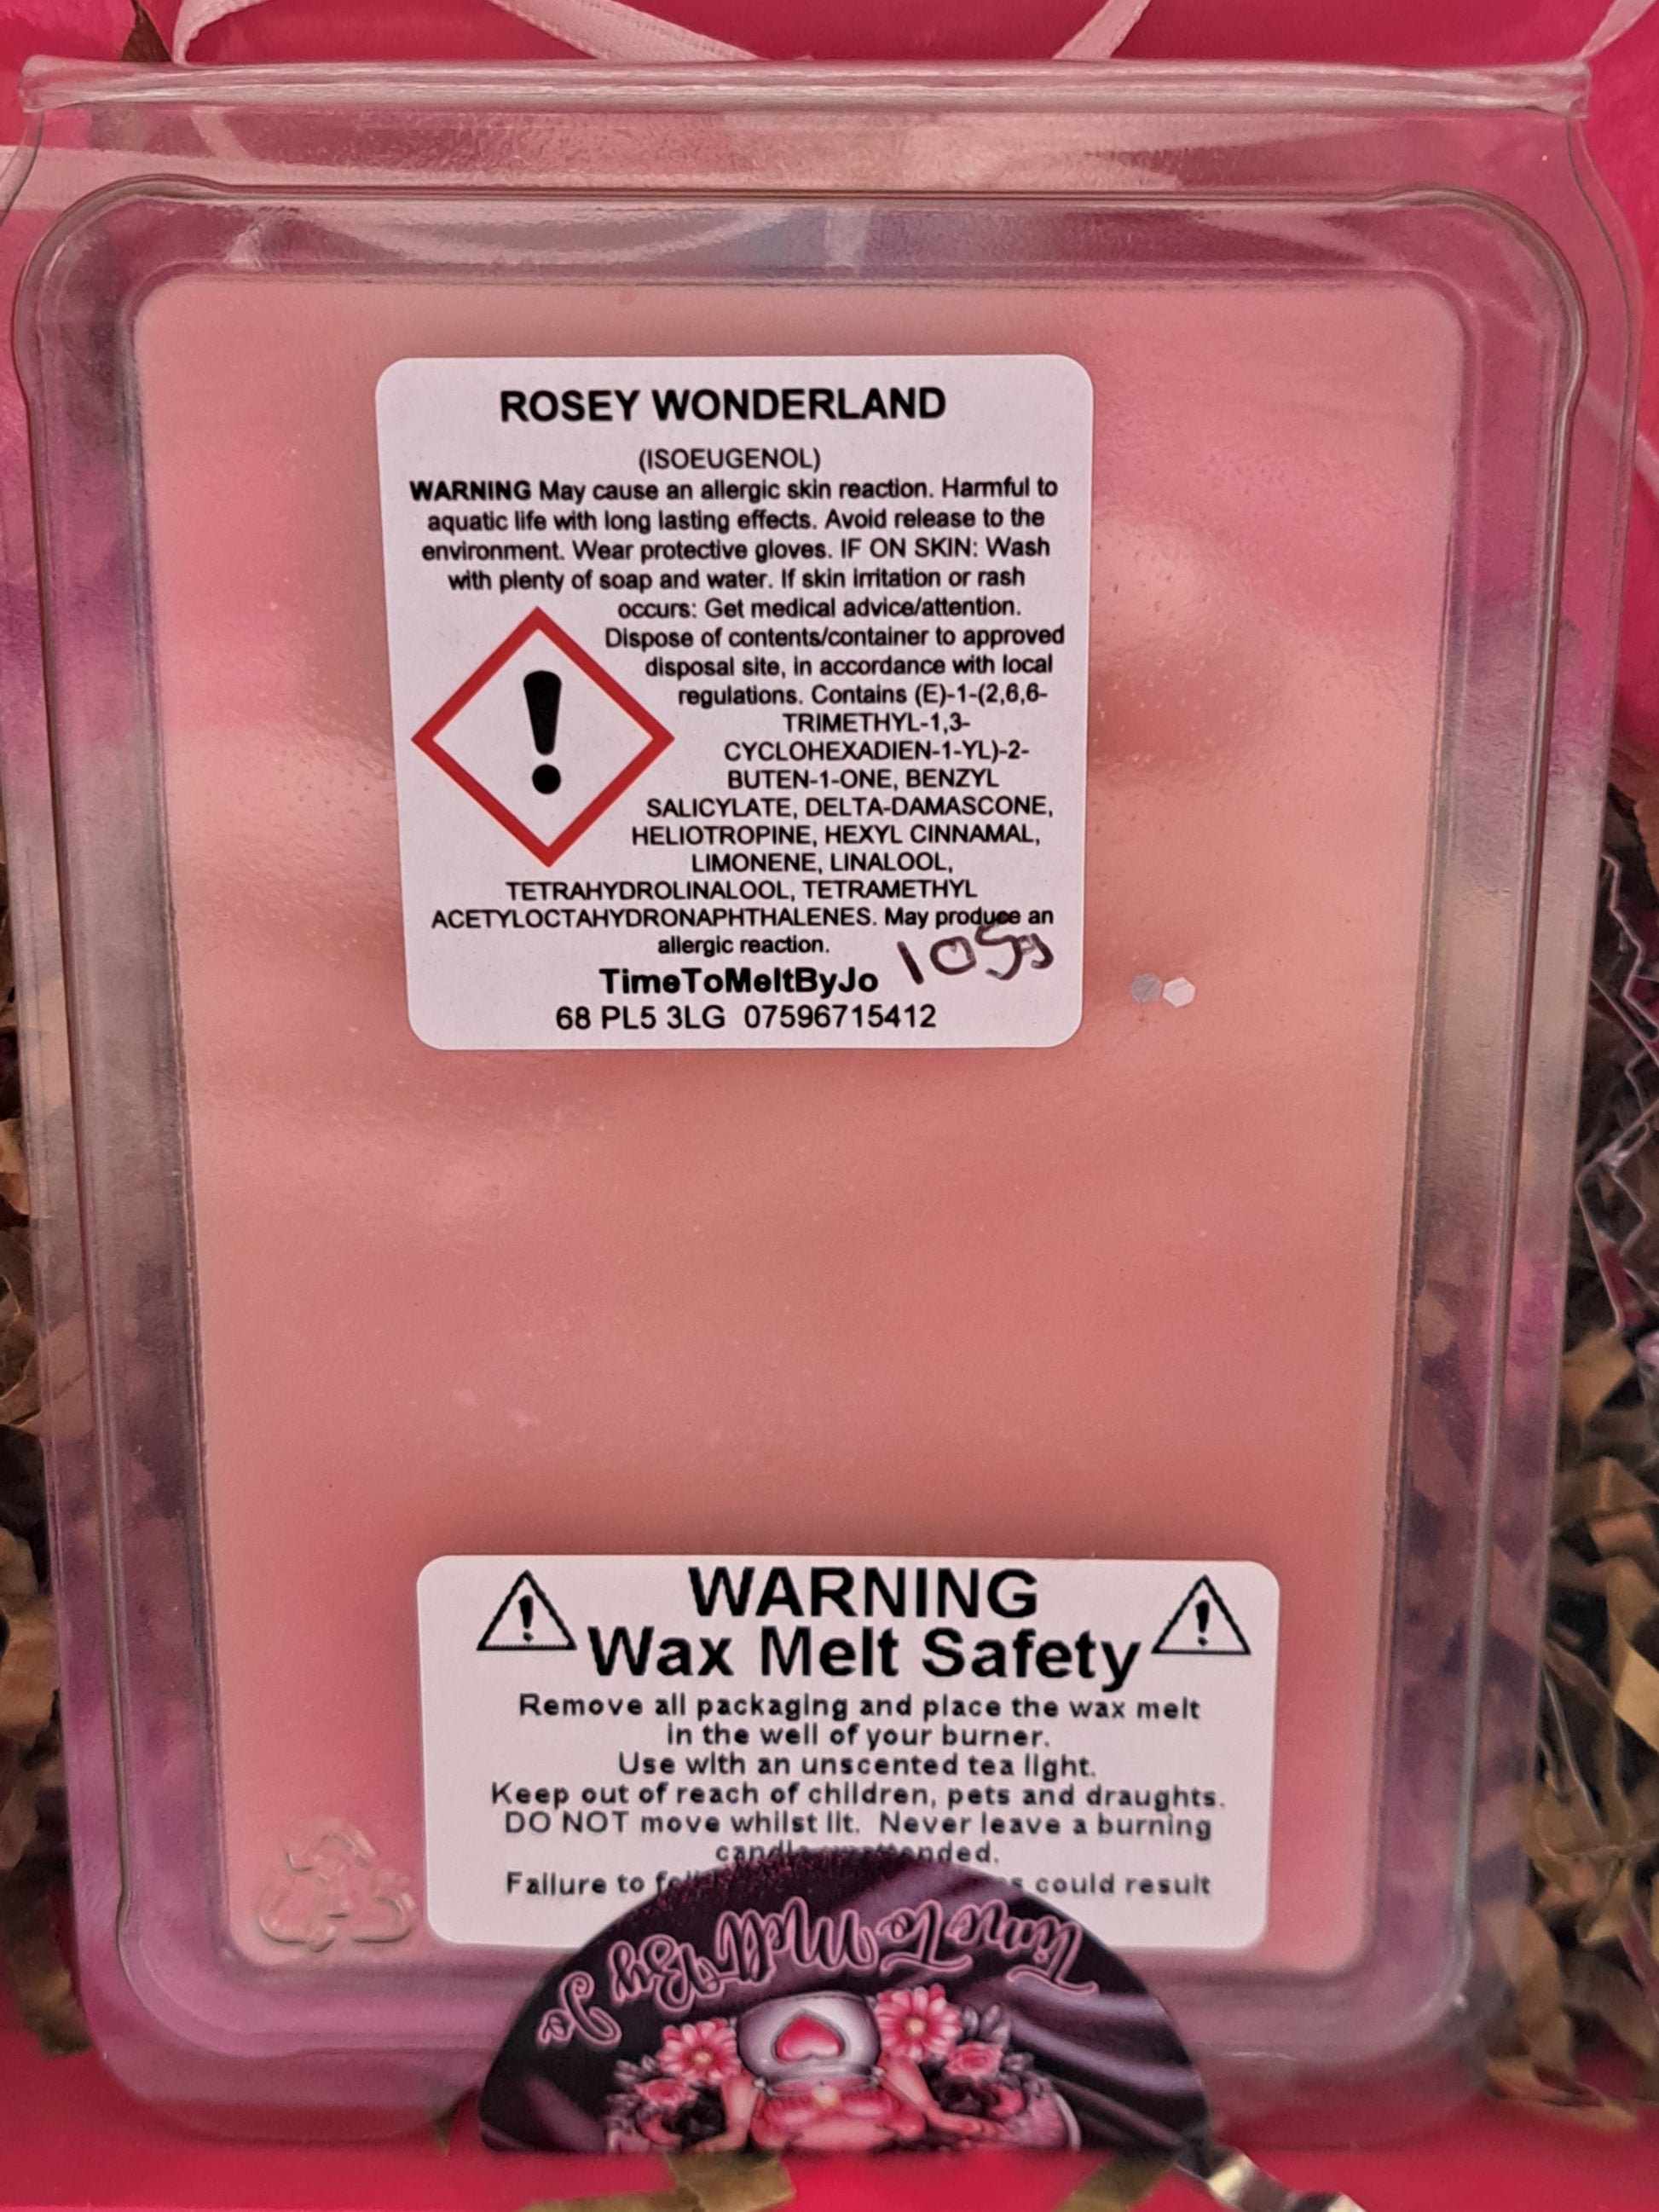 ROSEY WONDERLAND
(ISOEUGENOL)
WARNING May cause an allergic skin reaction. Harmful to
aquatic life with long lasting effects. Avoid release to the
environment. Wear protective gloves. IF ON SKIN: Wash
with plenty of soap and water. If skin irritation or rash
occurs: Get medical advice/attention.
Dispose of contents/container to approved
disposal site, in accordance with local
regulations. Contains (E)-1-(2,6,6-
TRIMETHYL-1,3-
CYCLOHEXADIEN-1-YL)-2-
BUTEN-1-ONE, BENZYL
SALICYLATE, DELTA-DAMASCONE,
HELIOTROPINE, HEXYL CINNAMAL,
LIMONENE, LINALOOL,
TETRAHYDROLINALOOL, TETRAMETHYL
ACETYLOCTAHYDRONAPHTHALENES. May produce an
allergic reaction.
105g
TimeToMeltByJo
68 PL5 3LG 07596715412
WARNING
Wax Melt Safety
Remove all packaging and place the wax melt
in the well of your burner.
Use with an unscented tea light.
Keep out of reach of children, pets and draughts.
DO NOT move whilst lit. Never leave a burning
candle unattended.
Failure to could result
Time To Melt By Jo